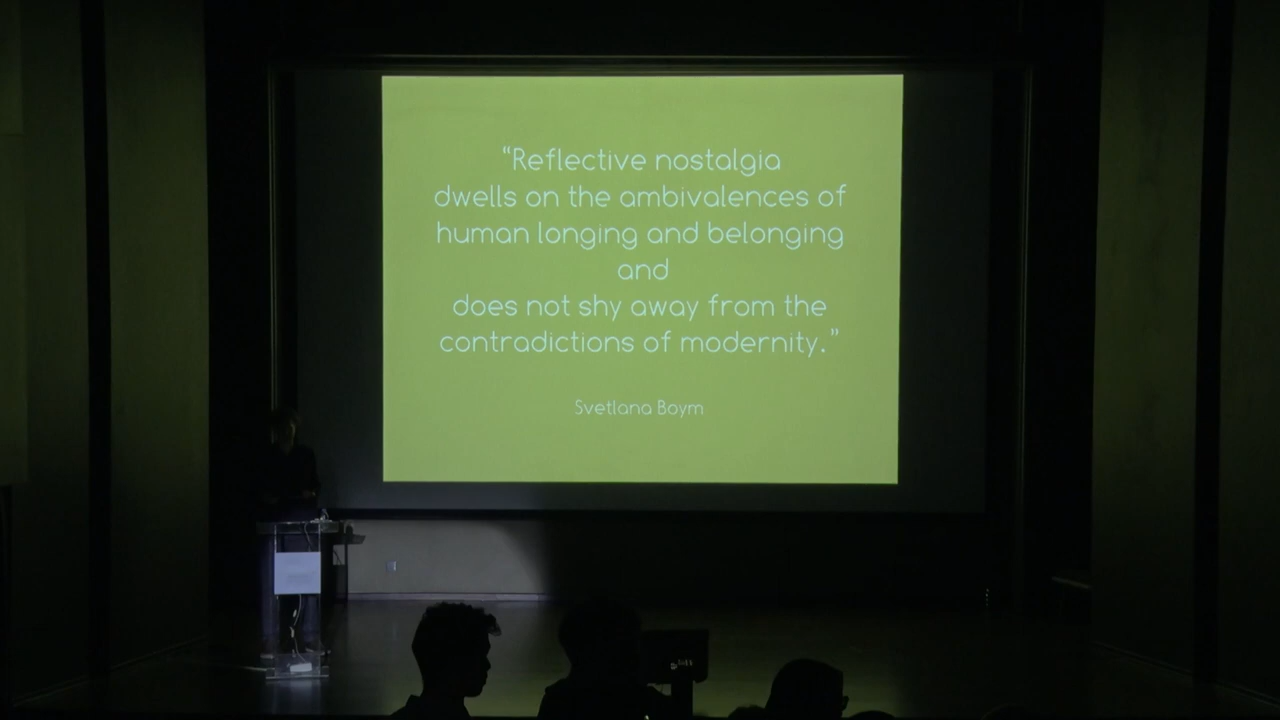 “Reflective nostalgia
dwells on the ambivalences of
human longing and belonging
and
does not shy away from the
contradictions of modernity.”
Svetlana Boym